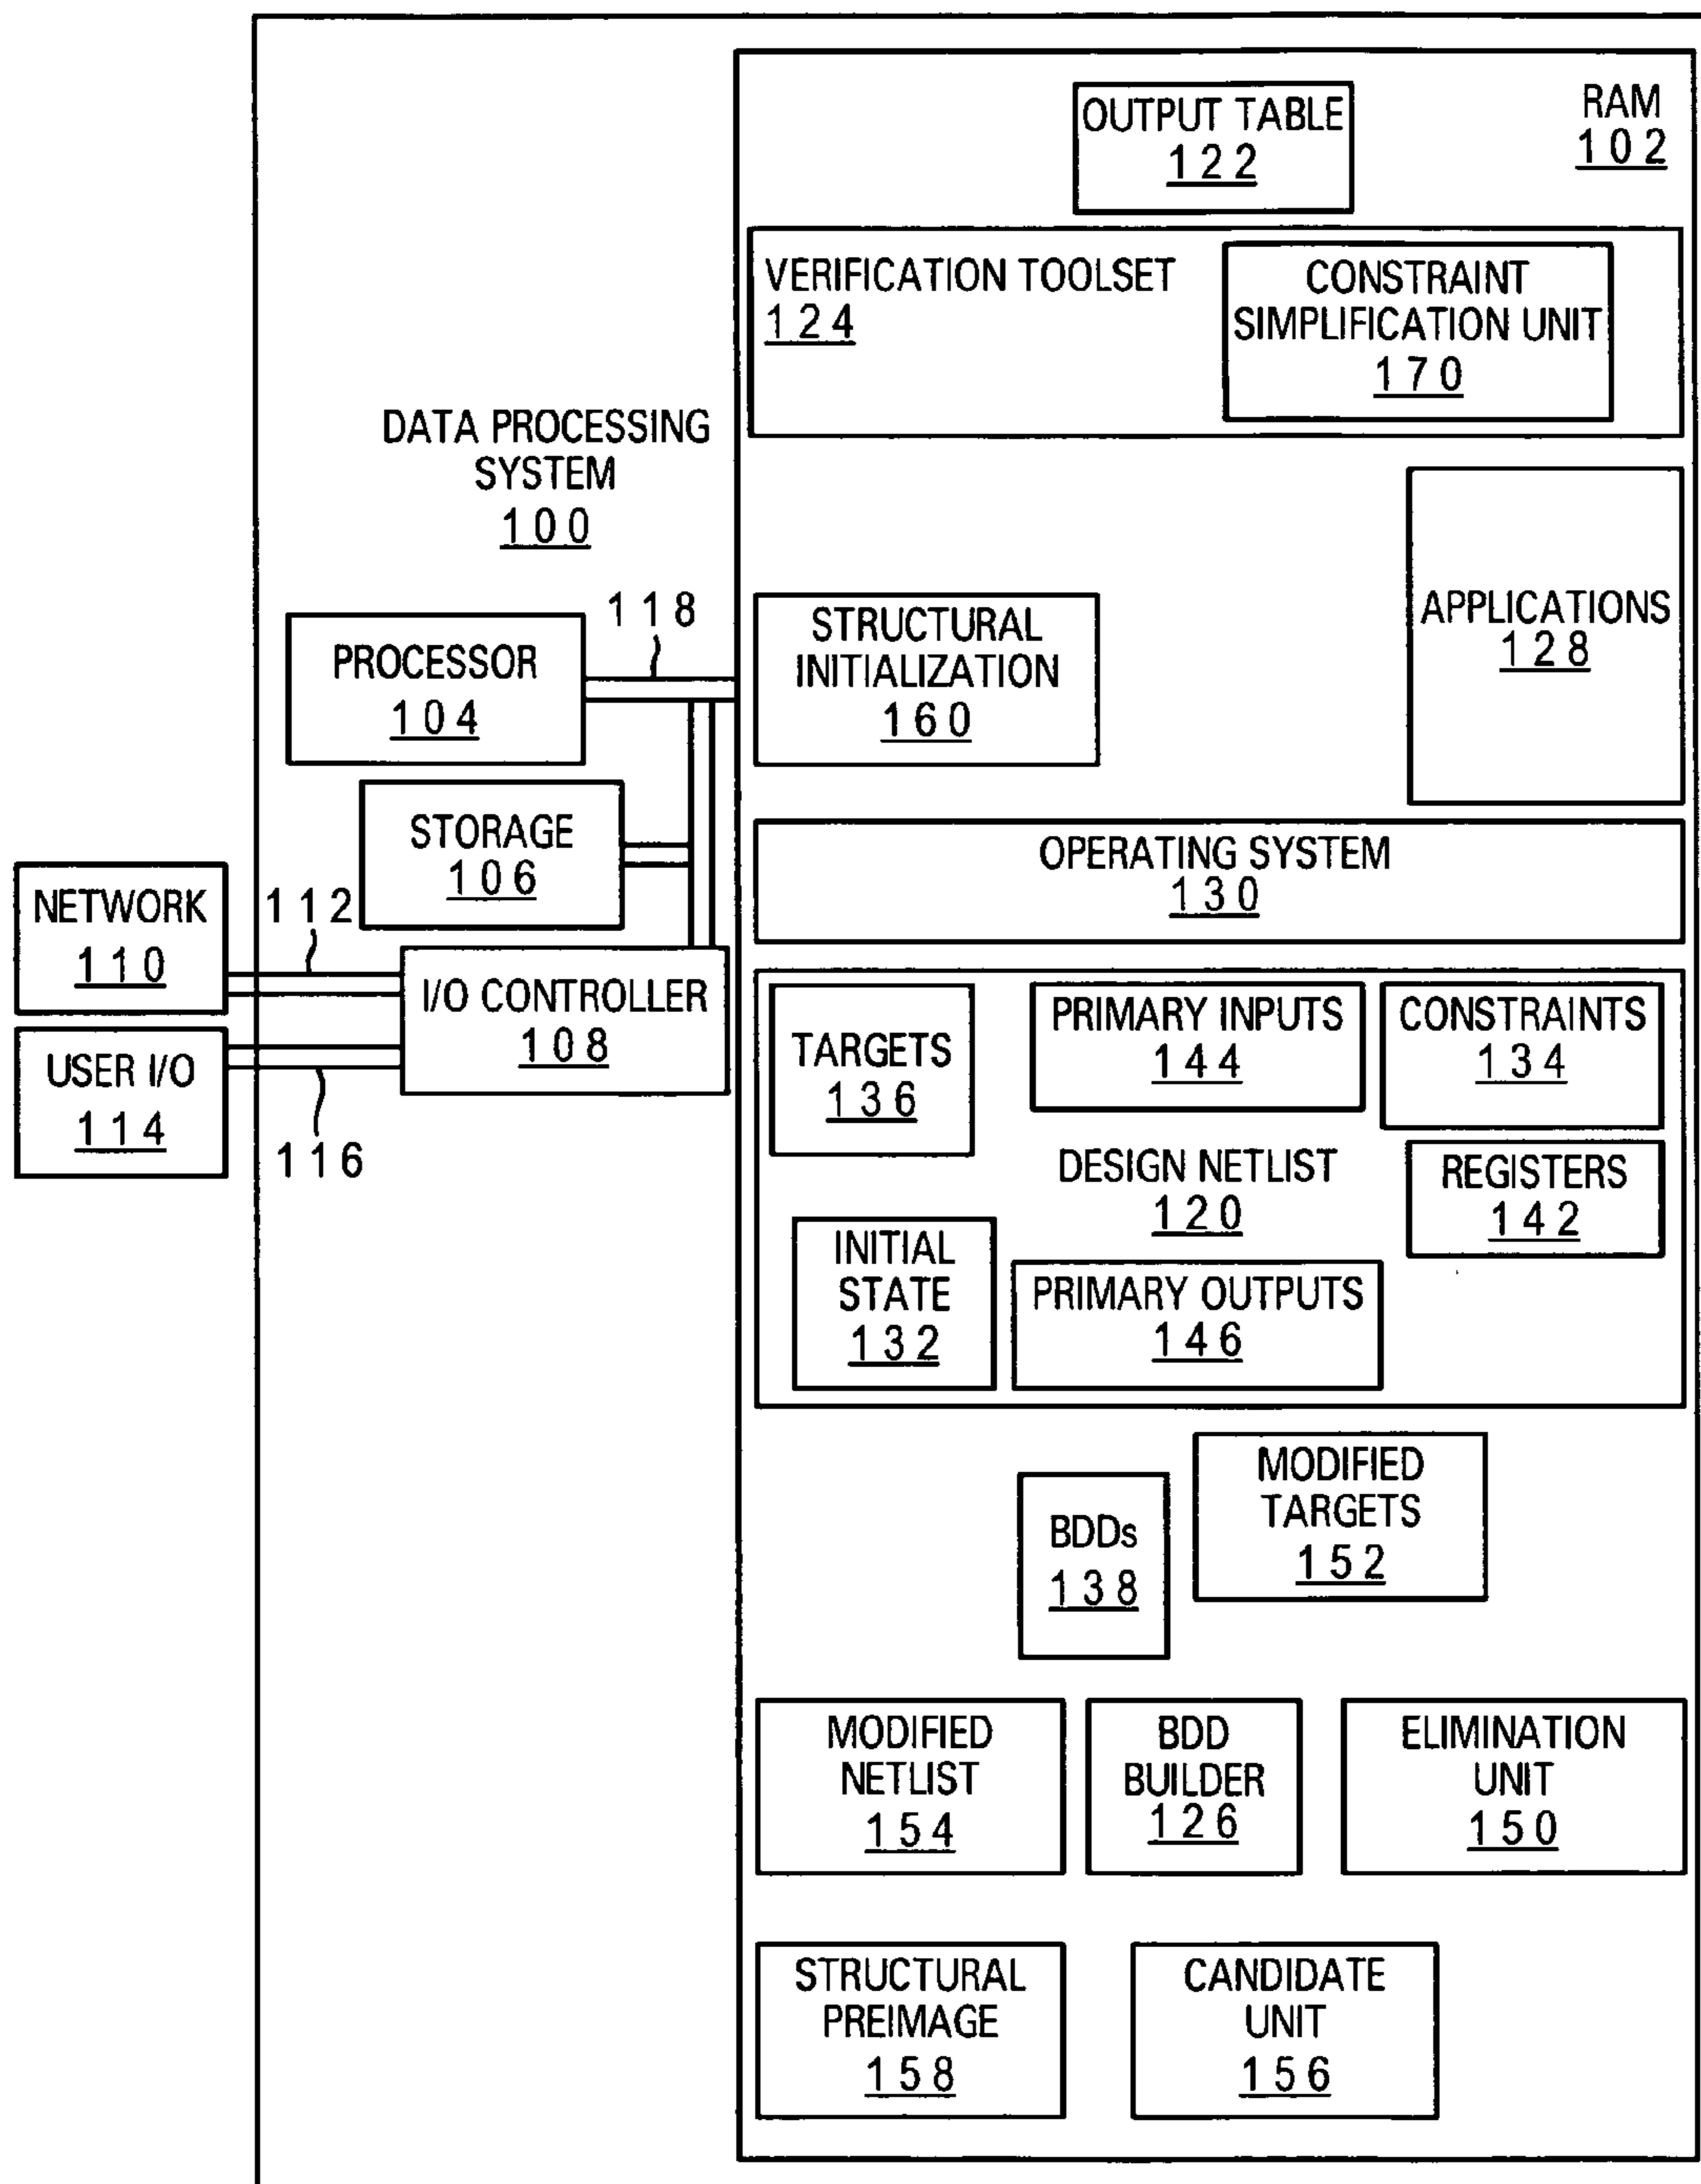 OUTPUT TABLE
122
RAM
102
VERIFICATION TOOLSET
124
CONSTRAINT
SIMPLIFICATION UNIT
170
DATA PROCESSING
SYSTEM
100
APPLICATIONS
128
118
PROCESSOR
104
STRUCTURAL
INITIALIZATION
160
STORAGE
106
OPERATING SYSTEM
130
NETWORK
110
112
I/O CONTROLLER
108
USER I/O
114
116
TARGETS
136
PRIMARY INPUTS
144
CONSTRAINTS
134
DESIGN NETLIST
120
REGISTERS
142
INITIAL
STATE
132
PRIMARY OUTPUTS
146
BDDs
138
MODIFIED
TARGETS
152
MODIFIED
NETLIST
154
BDD
BUILDER
126
ELIMINATION
UNIT
150
STRUCTURAL
PREIMAGE
158
CANDIDATE
UNIT
156